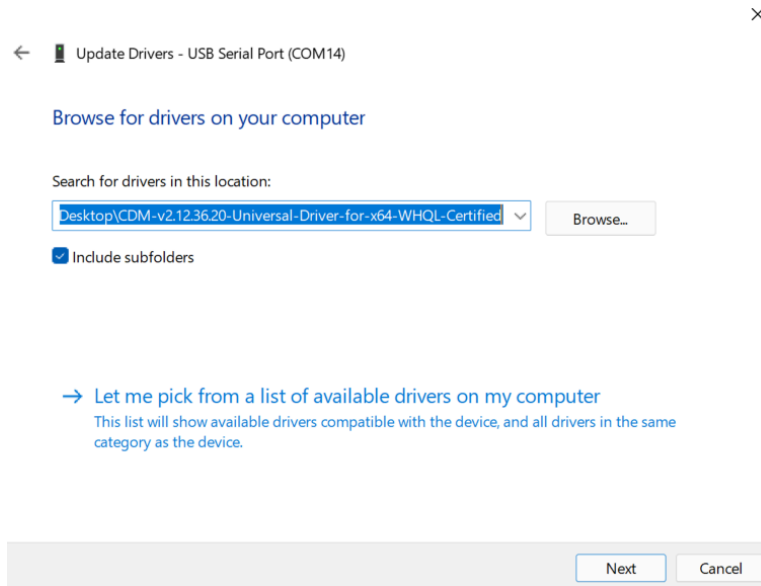 Update Drivers - USB Serial Port (COM14)
Browse for drivers on your computer
Search for drivers in this location:
Desktop\CDM-v2.12.36.20-Universal-Driver-for-x64-WHQL-Certified
Browse...
Include subfolders
Let me pick from a list of available drivers on my computer
This list will show available drivers compatible with the device, and all drivers in the same
category as the device.
Next
Cancel